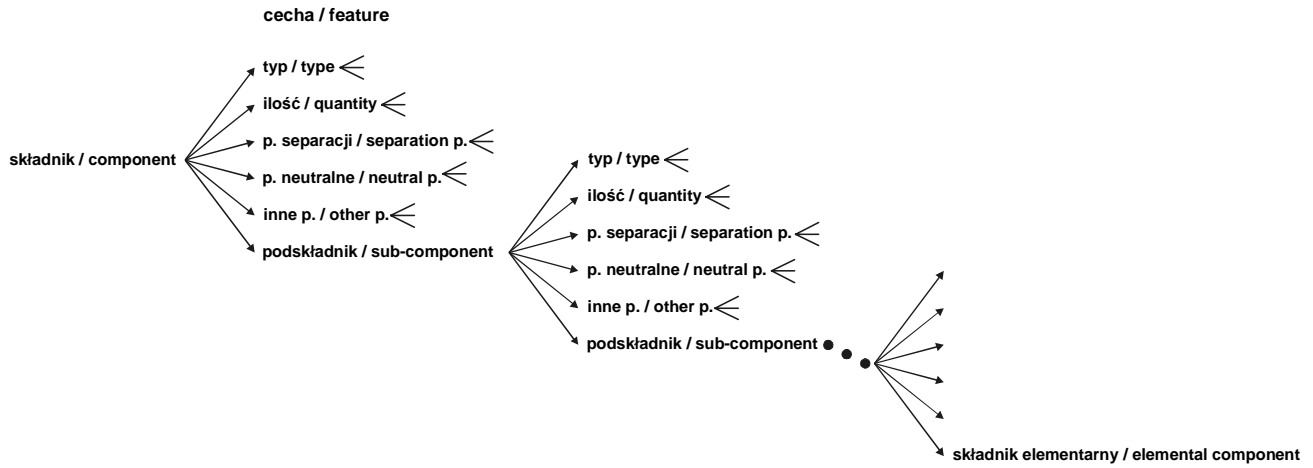 cecha / feature
typ / type
ilość / quantity
p. separacji / separation p.
składnik / component
p. neutralne / neutral p.
inne p. / other p.
podskładnik / sub-component
typ / type
ilość / quantity
p. separacji / separation p.
p. neutralne / neutral p.
inne p. / other p.
podskładnik / sub-component
składnik elementarny / elemental component